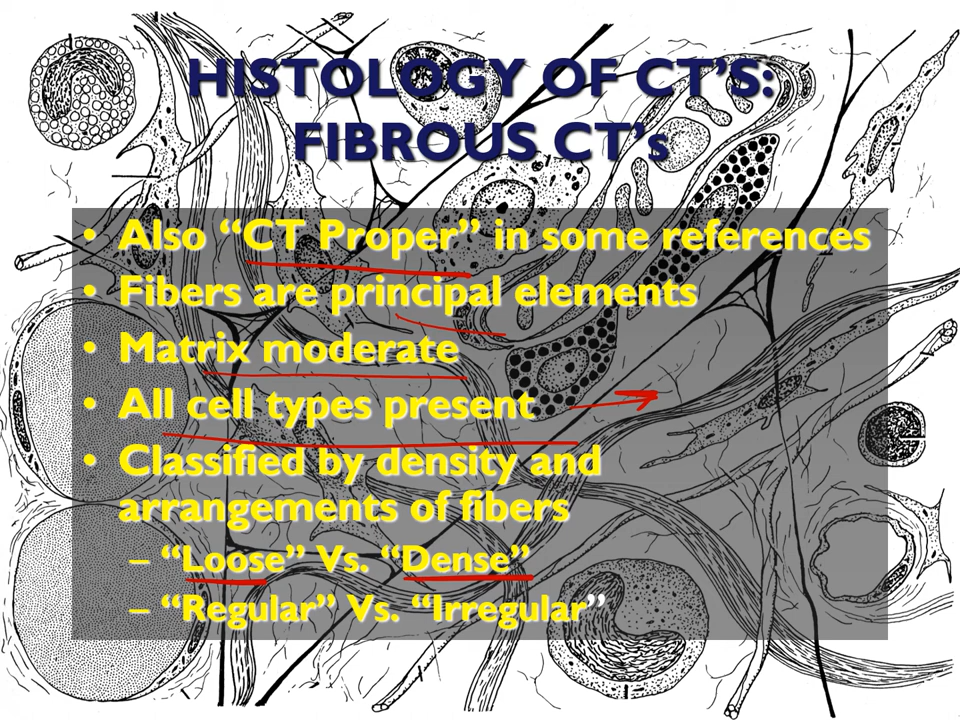 HISTOLOGY OF CT'S:
FIBROUS CT's
• Also “CT Proper” in some references
• Fibers are principal elements
• Matrix moderate
• All cell types present
• Classified by density and
arrangements of fibers
– “Loose” Vs. “Dense”
– “Regular” Vs. “Irregular”